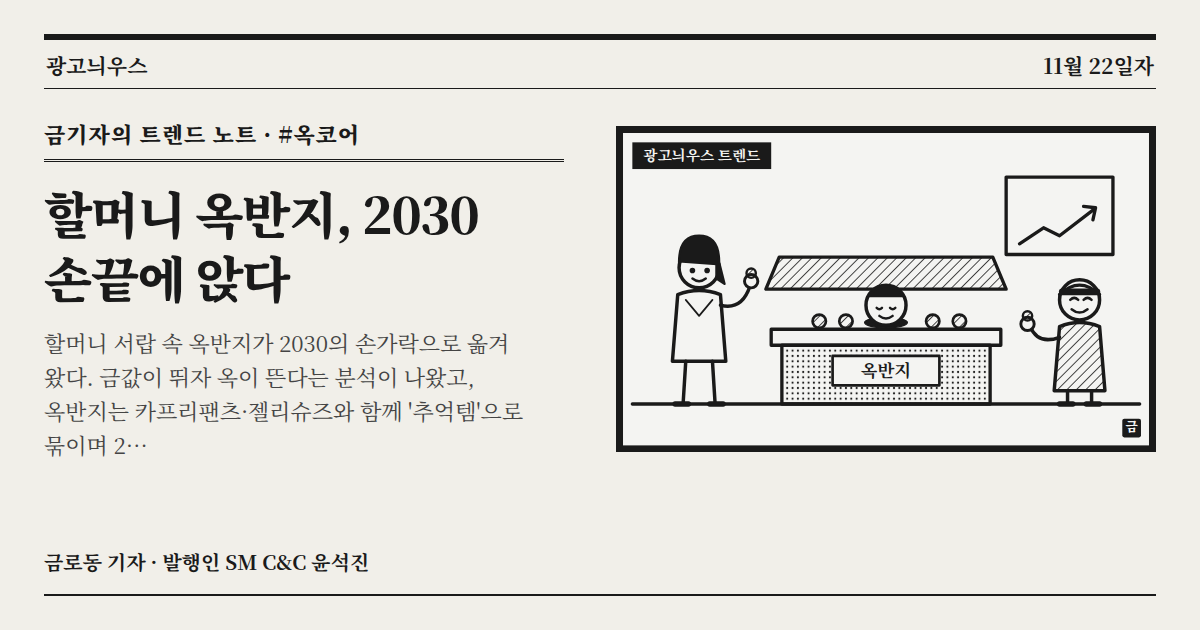 광고늬우스
11월 22일자
금기자의 트렌드 노트 · #옥코어
할머니 옥반지, 2030
손끝에 앉다
할머니 서랍 속 옥반지가 2030의 손가락으로 옮겨
왔다. 금값이 뛰자 옥이 뜬다는 분석이 나왔고,
옥반지는 카프리팬츠·젤리슈즈와 함께 '추억템'으로
묶이며 2…
광고늬우스 트렌드
옥반지
금
금로동 기자 · 발행인 SM C&C 윤석진